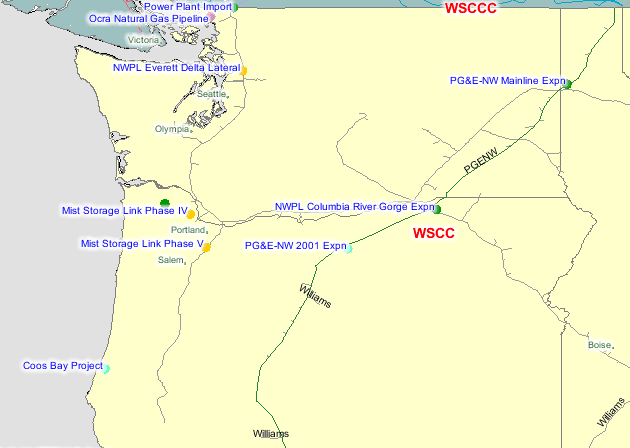 Power Plant Import
WSCCC
Ocra Natural Gas Pipeline
Victoria
NWPL Everett Delta Lateral
PG&E-NW Mainline Expn
Seattle
Olympia
PGENW
Mist Storage Link Phase IV
NWPL Columbia River Gorge Expn
Portland
WSCC
Mist Storage Link Phase V
PG&E-NW 2001 Expn
Salem
Williams
Boise
Coos Bay Project
Williams
Williams